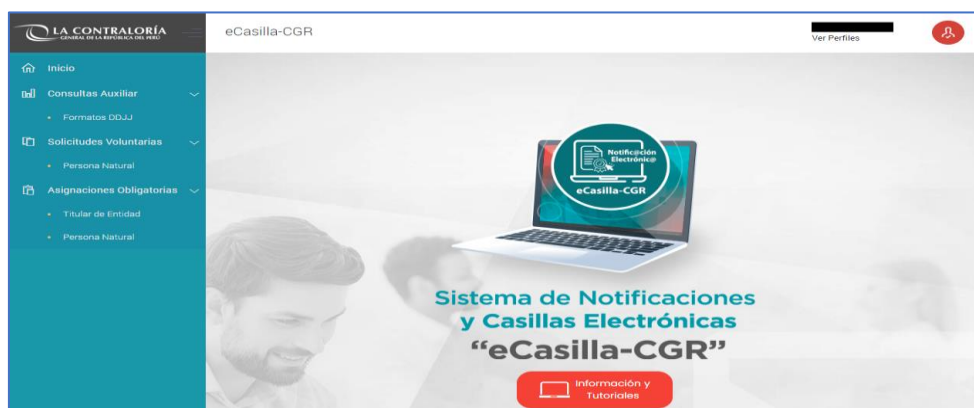 LA CONTRALORÍA
GENERAL DE LA REPÚBLICA DEL PERÚ
eCasilla-CGR
Ver Perfiles
Inicio
Consultas Auxiliar
Formatos DDJJ
Solicitudes Voluntarias
Persona Natural
Asignaciones Obligatorias
Titular de Entidad
Persona Natural
Notific@ción
Electrónic@
eCasilla-CGR
Sistema de Notificaciones
y Casillas Electrónicas
“eCasilla-CGR”
Información y
Tutoriales